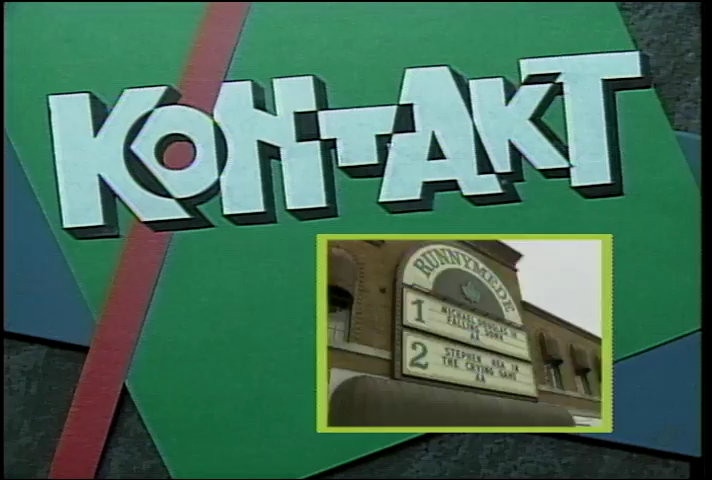 KONTAKT
RUNNYMEDE
1
MICHAEL DOUGLAS IN
FALLING DOWN
AA
2
STEPHEN REA IN
THE CRYING GAME
AA